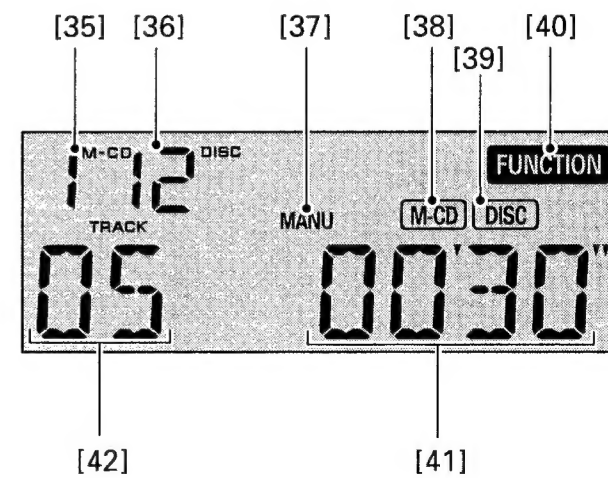 [35] [36] [37] [38] [40]
[39]
1 M-CD 12 DISC FUNCTION
TRACK MANU M-CD DISC
05 00'30"
[42] [41]